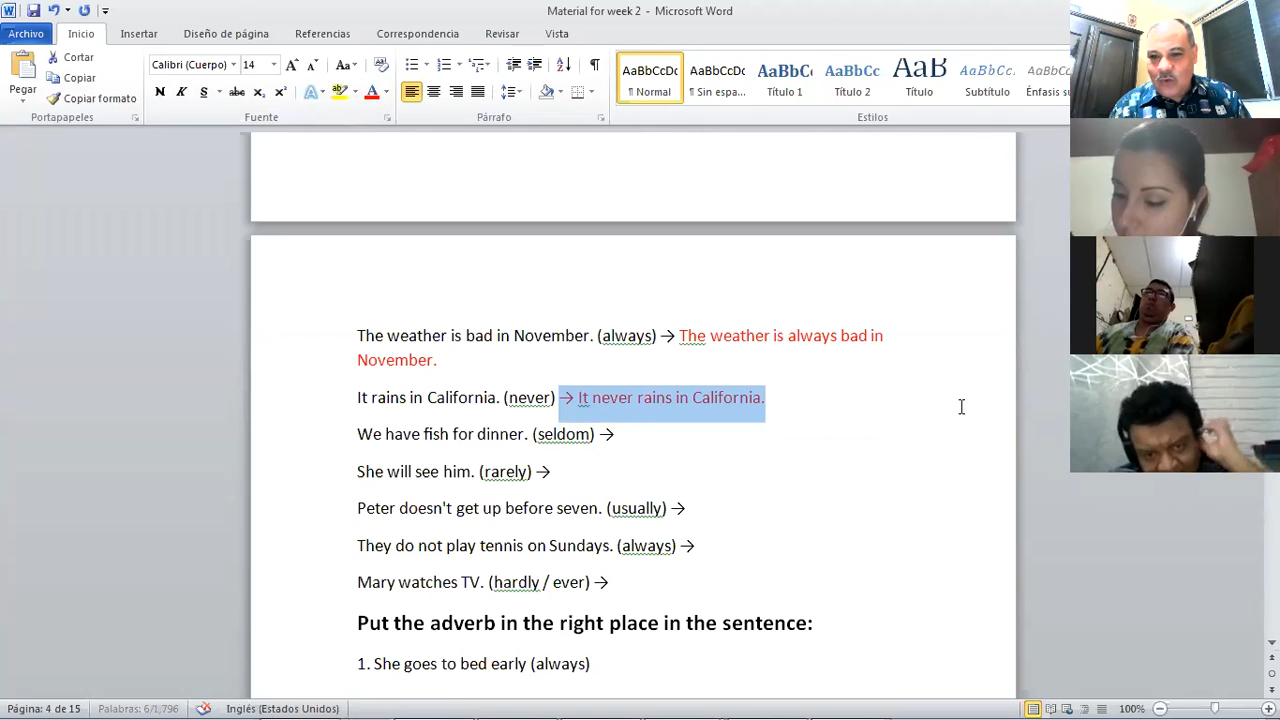 Material for week 2 - Microsoft Word
Archivo Inicio Insertar Diseño de página Referencias Correspondencia Revisar Vista
Pegar
Cortar
Copiar
Copiar formato
Portapapeles
Calibri (Cuerpo) 14
Fuente
Párrafo
AaBbCcDc AaBbCcDc AaBbC AaBbCc AaB AaBbCc. AaBbCcDc
¶ Normal ¶ Sin espa... Título 1 Título 2 Título Subtítulo Énfasis su
Estilos
The weather is bad in November. (always) → The weather is always bad in
November.
It rains in California. (never) → It never rains in California.
We have fish for dinner. (seldom) →
She will see him. (rarely) →
Peter doesn't get up before seven. (usually) →
They do not play tennis on Sundays. (always) →
Mary watches TV. (hardly / ever) →
Put the adverb in the right place in the sentence:
1. She goes to bed early (always)
Página: 4 de 15 Palabras: 6/1,796 Inglés (Estados Unidos) 100%